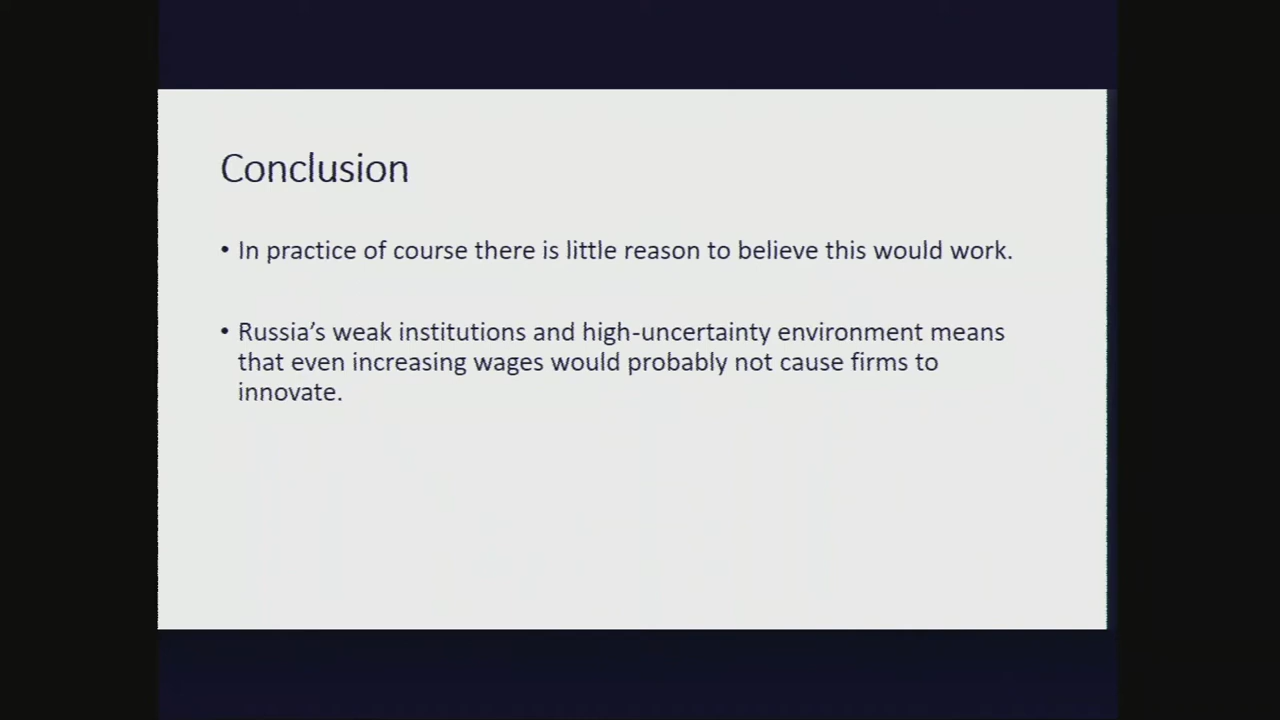 Conclusion
• In practice of course there is little reason to believe this would work.
• Russia's weak institutions and high-uncertainty environment means
that even increasing wages would probably not cause firms to
innovate.